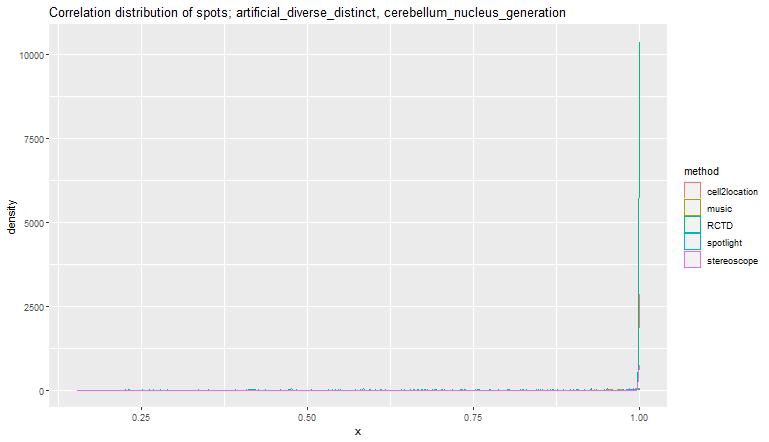 Correlation distribution of spots; artificial_diverse_distinct, cerebellum_nucleus_generation
10000
7500
5000
2500
0
density
0.25 0.50 0.75 1.00
x
method
cell2location
music
RCTD
spotlight
stereoscope